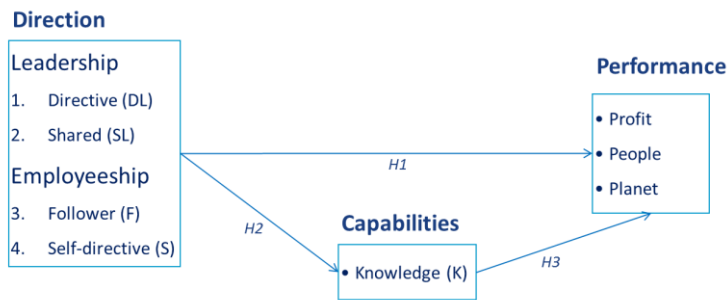 Direction
Leadership
1. Directive (DL)
2. Shared (SL)
Employeeship
3. Follower (F)
4. Self-directive (S)
H1
H2
Capabilities
• Knowledge (K)
H3
Performance
• Profit
• People
• Planet